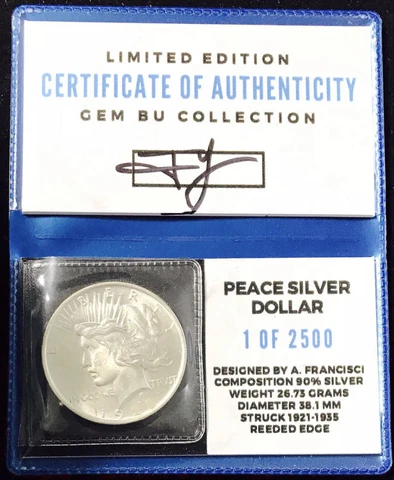 LIMITED EDITION
CERTIFICATE OF AUTHENTICITY
GEM BU COLLECTION
PEACE SILVER
DOLLAR
1 OF 2500
DESIGNED BY A. FRANCISCI
COMPOSITION 90% SILVER
WEIGHT 26.73 GRAMS
DIAMETER 38.1 MM
STRUCK 1921-1935
REEDED EDGE
TRUST